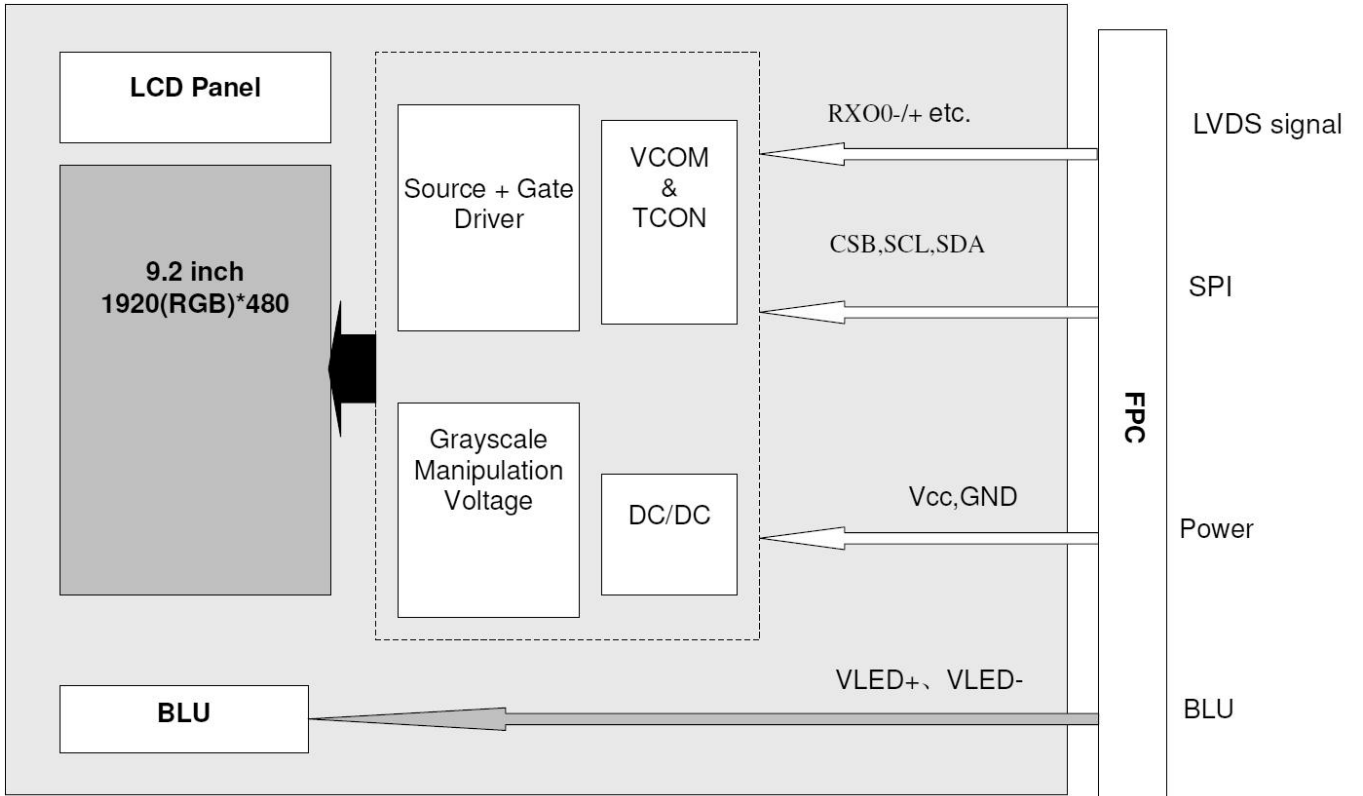 LCD Panel
9.2 inch
1920(RGB)*480
BLU
Source + Gate
Driver
VCOM
&
TCON
Grayscale
Manipulation
Voltage
DC/DC
RXO0-/+ etc.
CSB,SCL,SDA
Vcc,GND
VLED+、VLED-
FPC
LVDS signal
SPI
Power
BLU